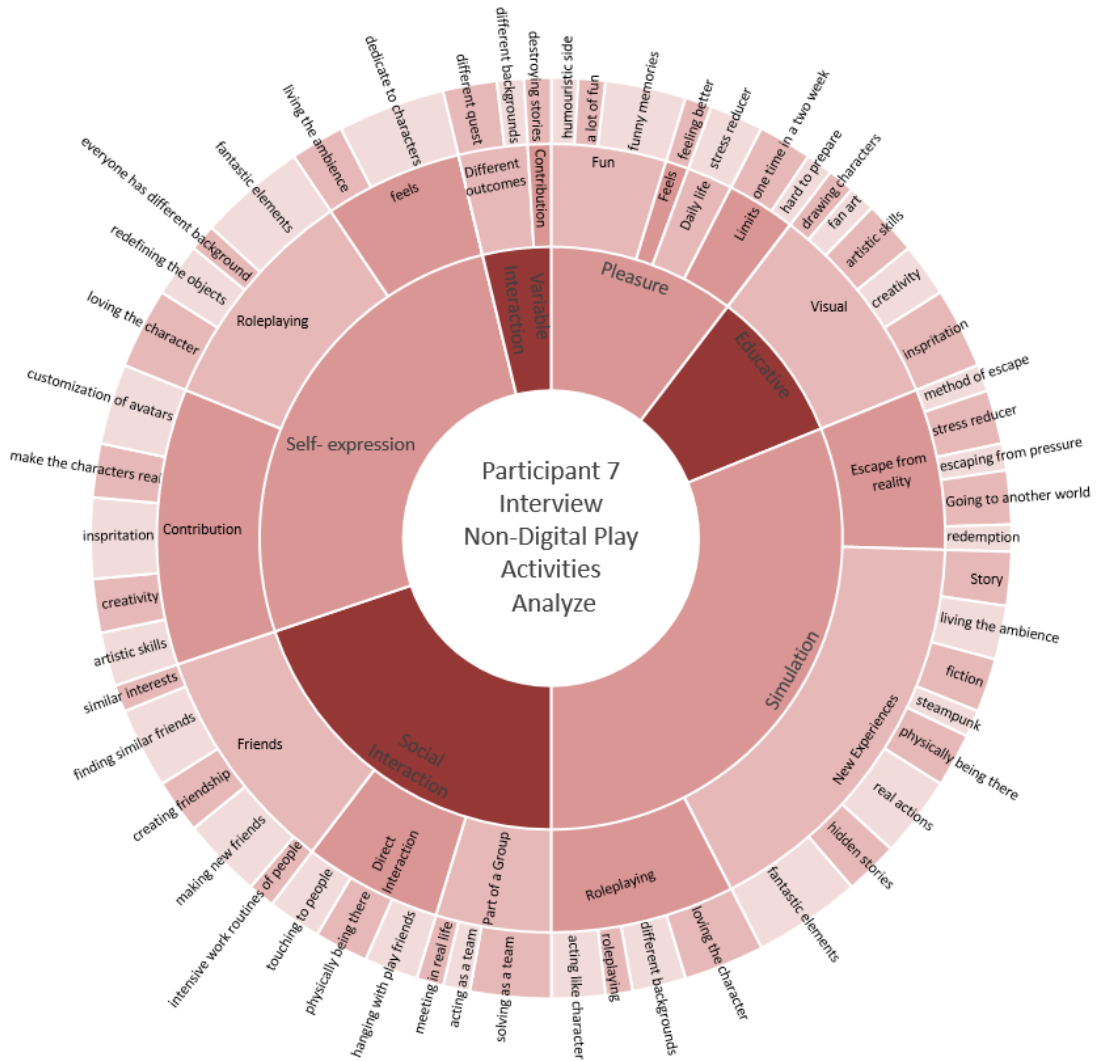 Participant 7
Interview
Non-Digital Play
Activities
Analyze
Pleasure
Educative
Simulation
Social
Interaction
Self- expression
Variable
Interaction
Fun
Feels
Daily life
Limits
Visual
Escape from
reality
New Experiences
Roleplaying
Part of a Group
Direct
Interaction
Friends
Contribution
Roleplaying
feels
Different
outcomes
Contribution
humouristic side
a lot of fun
funny memories
feeling better
stress reducer
one time in a two week
hard to prepare
drawing characters
fan art
artistic skills
creativity
inspritation
method of escape
stress reducer
escaping from pressure
Going to another world
redemption
Story
living the ambience
fiction
steampunk
physically being there
real actions
hidden stories
fantastic elements
loving the character
different backgrounds
roleplaying
acting like character
solving as a team
acting as a team
meeting in real life
hanging with play friends
physically being there
touching to people
intensive work routines of people
making new friends
creating friendship
finding similar friends
similar interests
artistic skills
creativity
inspritation
make the characters real
customization of avatars
loving the character
redefining the objects
everyone has different background
fantastic elements
living the ambience
dedicate to characters
different quest
different backgrounds
destroying stories